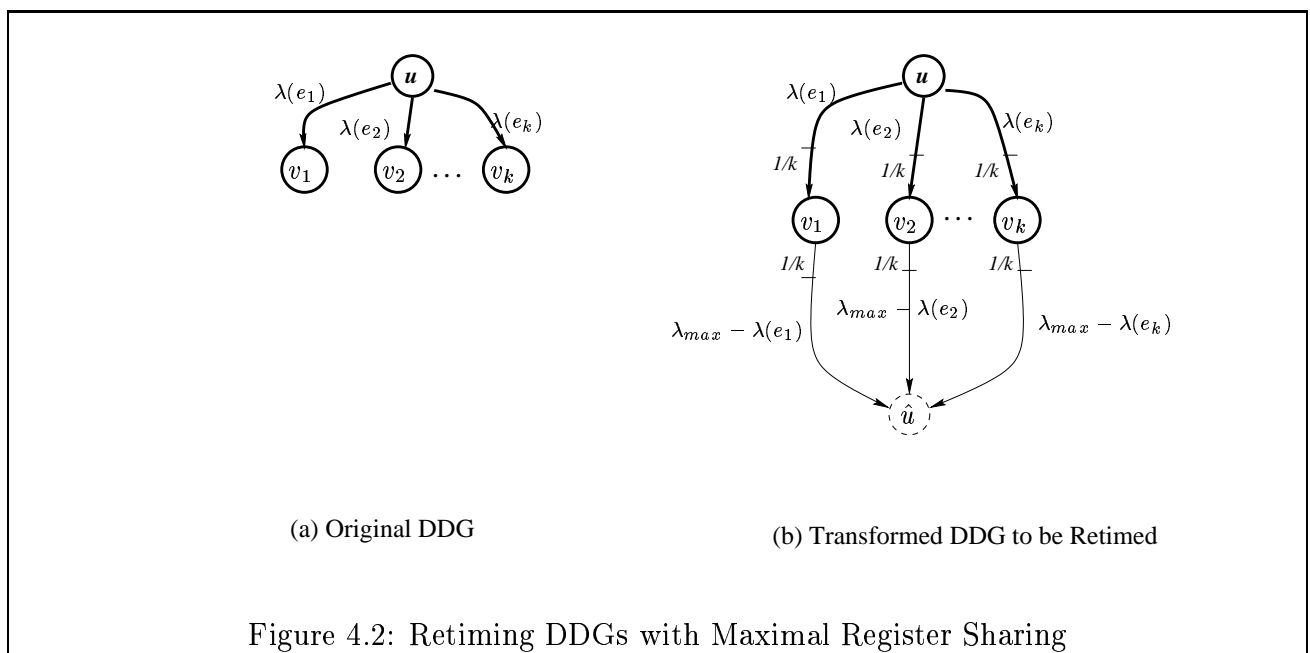 u
λ(e1)
λ(e2)
λ(ek)
v1
v2
...
vk
(a) Original DDG
u
λ(e1)
λ(e2)
λ(ek)
1/k
1/k
1/k
v1
v2
...
vk
1/k
1/k
1/k
λmax − λ(e1)
λmax − λ(e2)
λmax − λ(ek)
û
(b) Transformed DDG to be Retimed
Figure 4.2: Retiming DDGs with Maximal Register Sharing